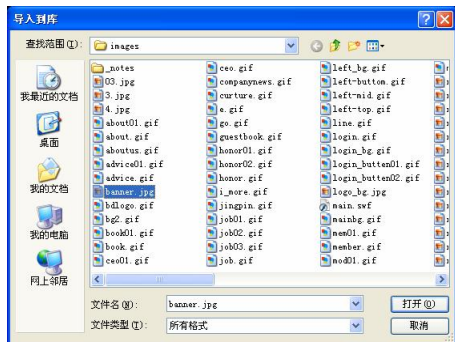 导入到库
查找范围(I):
images
我最近的文档
桌面
我的文档
我的电脑
网上邻居
_notes
03.jpg
3.jpg
4.jpg
about01.gif
about.gif
aboutus.gif
advice01.gif
advice.gif
banner.jpg
bdlogo.gif
bg2.gif
book01.gif
book.gif
ceo01.gif
ceo.gif
companynews.gif
curture.gif
e.gif
go.gif
guestbook.gif
honor01.gif
honor02.gif
honor.gif
i_more.gif
jingpin.gif
job01.gif
job02.gif
job03.gif
job.gif
left_bg.gif
left-buttom.gif
left-mid.gif
left-top.gif
line.gif
login.gif
login_bg.gif
login_butten01.gif
login_butten02.gif
logo_bg.jpg
main.swf
mainbg.gif
mem01.gif
member.gif
mod01.gif
文件名(N):
banner.jpg
打开(O)
文件类型(T):
所有格式
取消